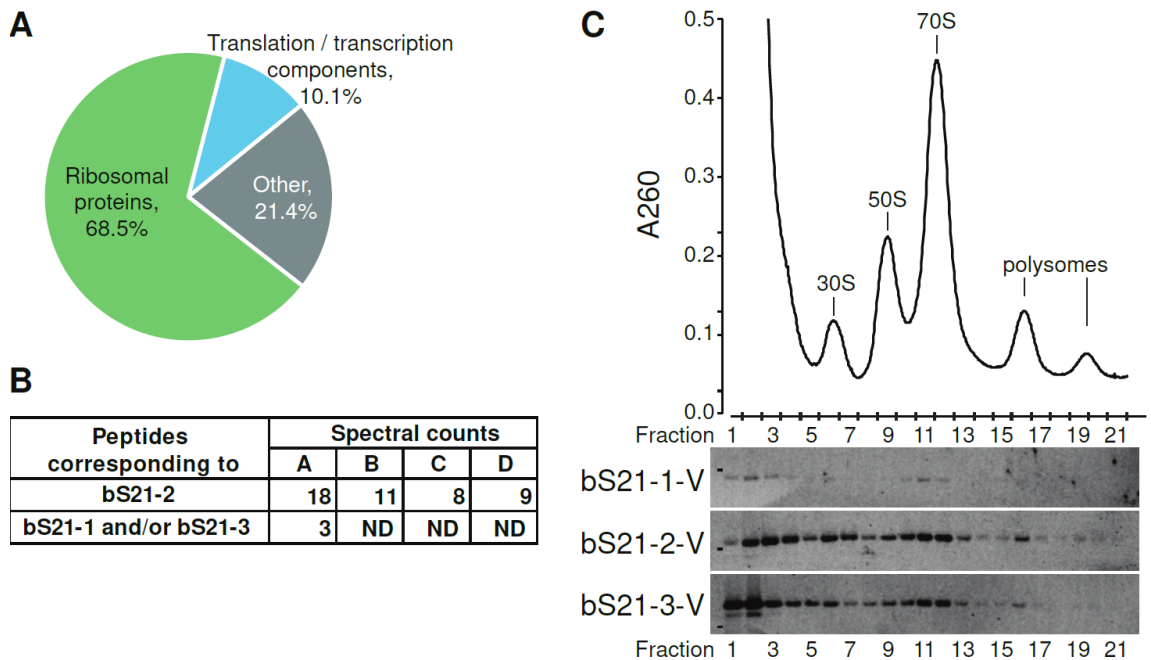 A
Translation / transcription
components,
10.1%
Ribosomal
proteins,
68.5%
Other,
21.4%
B
Peptides
corresponding to
Spectral counts
A B C D
bS21-2 18 11 8 9
bS21-1 and/or bS21-3 3 ND ND ND
C
A260
0.5
0.4
0.3
0.2
0.1
0.0
30S
50S
70S
polysomes
Fraction 1 3 5 7 9 11 13 15 17 19 21
bS21-1-V
bS21-2-V
bS21-3-V
Fraction 1 3 5 7 9 11 13 15 17 19 21